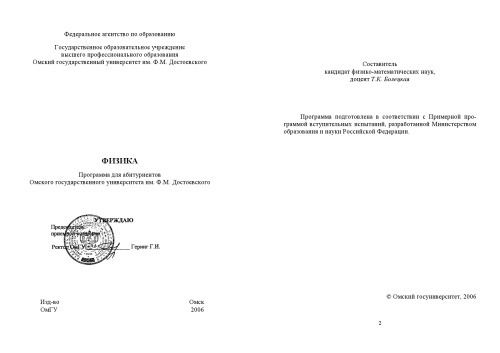 Федеральное агентство по образованию
Государственное образовательное учреждение
высшего профессионального образования
Омский государственный университет им. Ф.М. Достоевского
ФИЗИКА
Программа для абитуриентов
Омского государственного университета им. Ф.М. Достоевского
УТВЕРЖДАЮ
Председатель
приемной комиссии
Ректор ОмГУ Геринг Г.И.
Изд-во Омск
ОмГУ 2006
Составитель
кандидат физико-математических наук,
доцент Т.К. Болецкая
Программа подготовлена в соответствии с Примерной про-
граммой вступительных испытаний, разработанной Министерством
образования и науки Российской Федерации.
© Омский госуниверситет, 2006
2